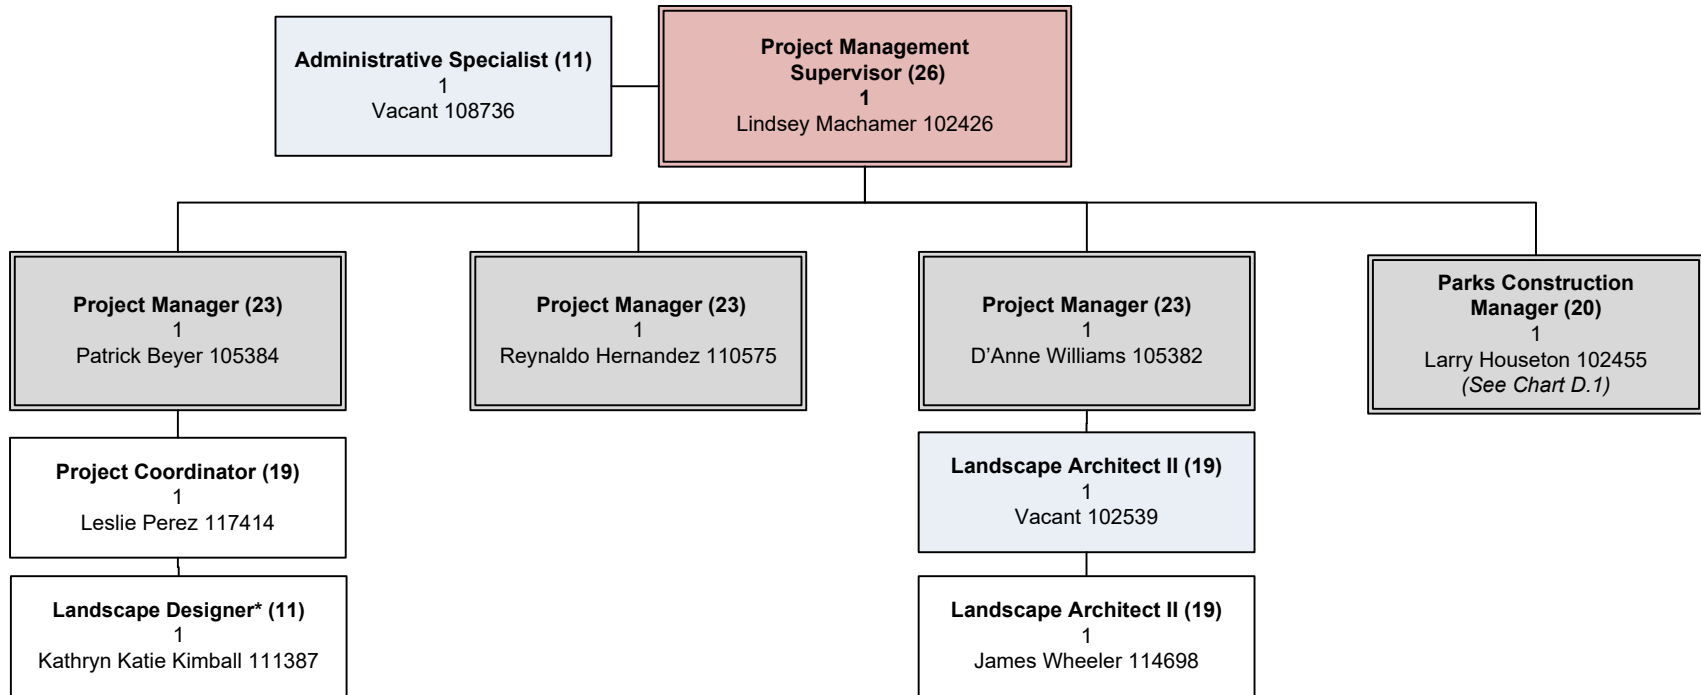 Administrative Specialist (11)
1
Vacant 108736
Project Management
Supervisor (26)
1
Lindsey Machamer 102426
Project Manager (23)
1
Patrick Beyer 105384
Project Manager (23)
1
Reynaldo Hernandez 110575
Project Manager (23)
1
D’Anne Williams 105382
Parks Construction
Manager (20)
1
Larry Houseton 102455
(See Chart D.1)
Project Coordinator (19)
1
Leslie Perez 117414
Landscape Architect II (19)
1
Vacant 102539
Landscape Designer* (11)
1
Kathryn Katie Kimball 111387
Landscape Architect II (19)
1
James Wheeler 114698